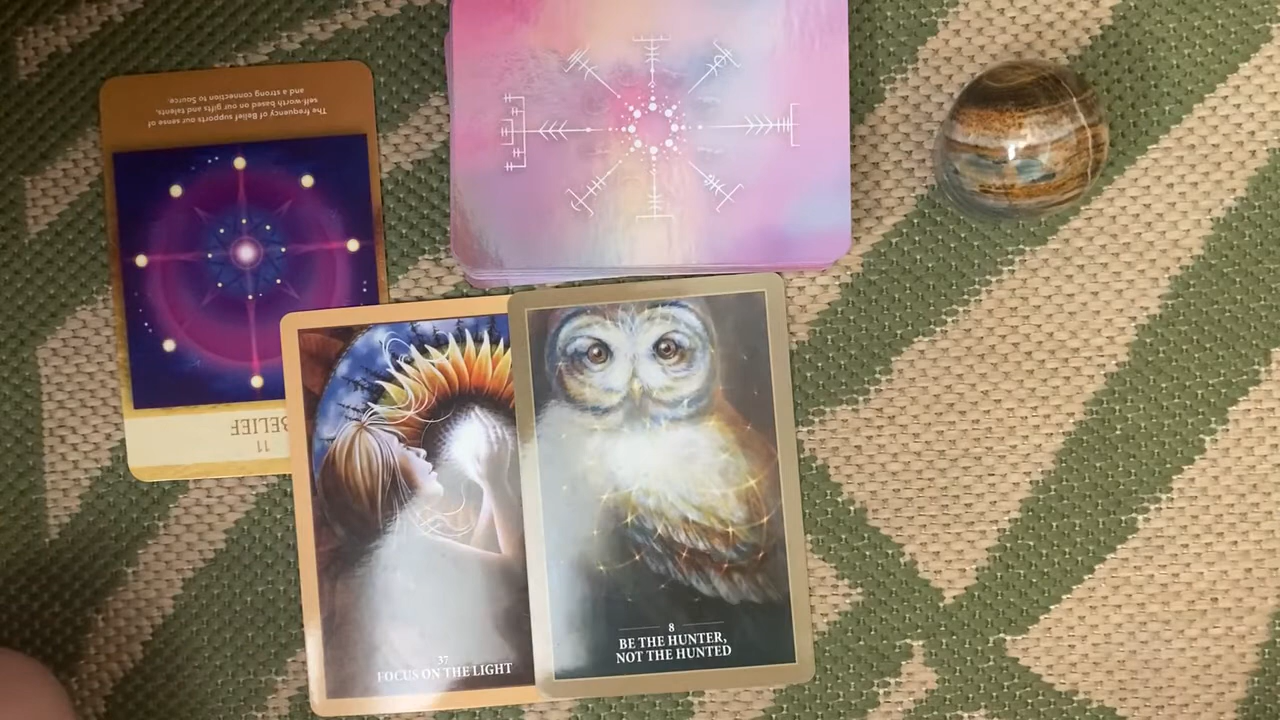 The frequency of Belief supports our sense of
self-worth based on our gifts and talents,
and a strong connection to Source.
11
BELIEF
37
FOCUS ON THE LIGHT
8
BE THE HUNTER,
NOT THE HUNTED